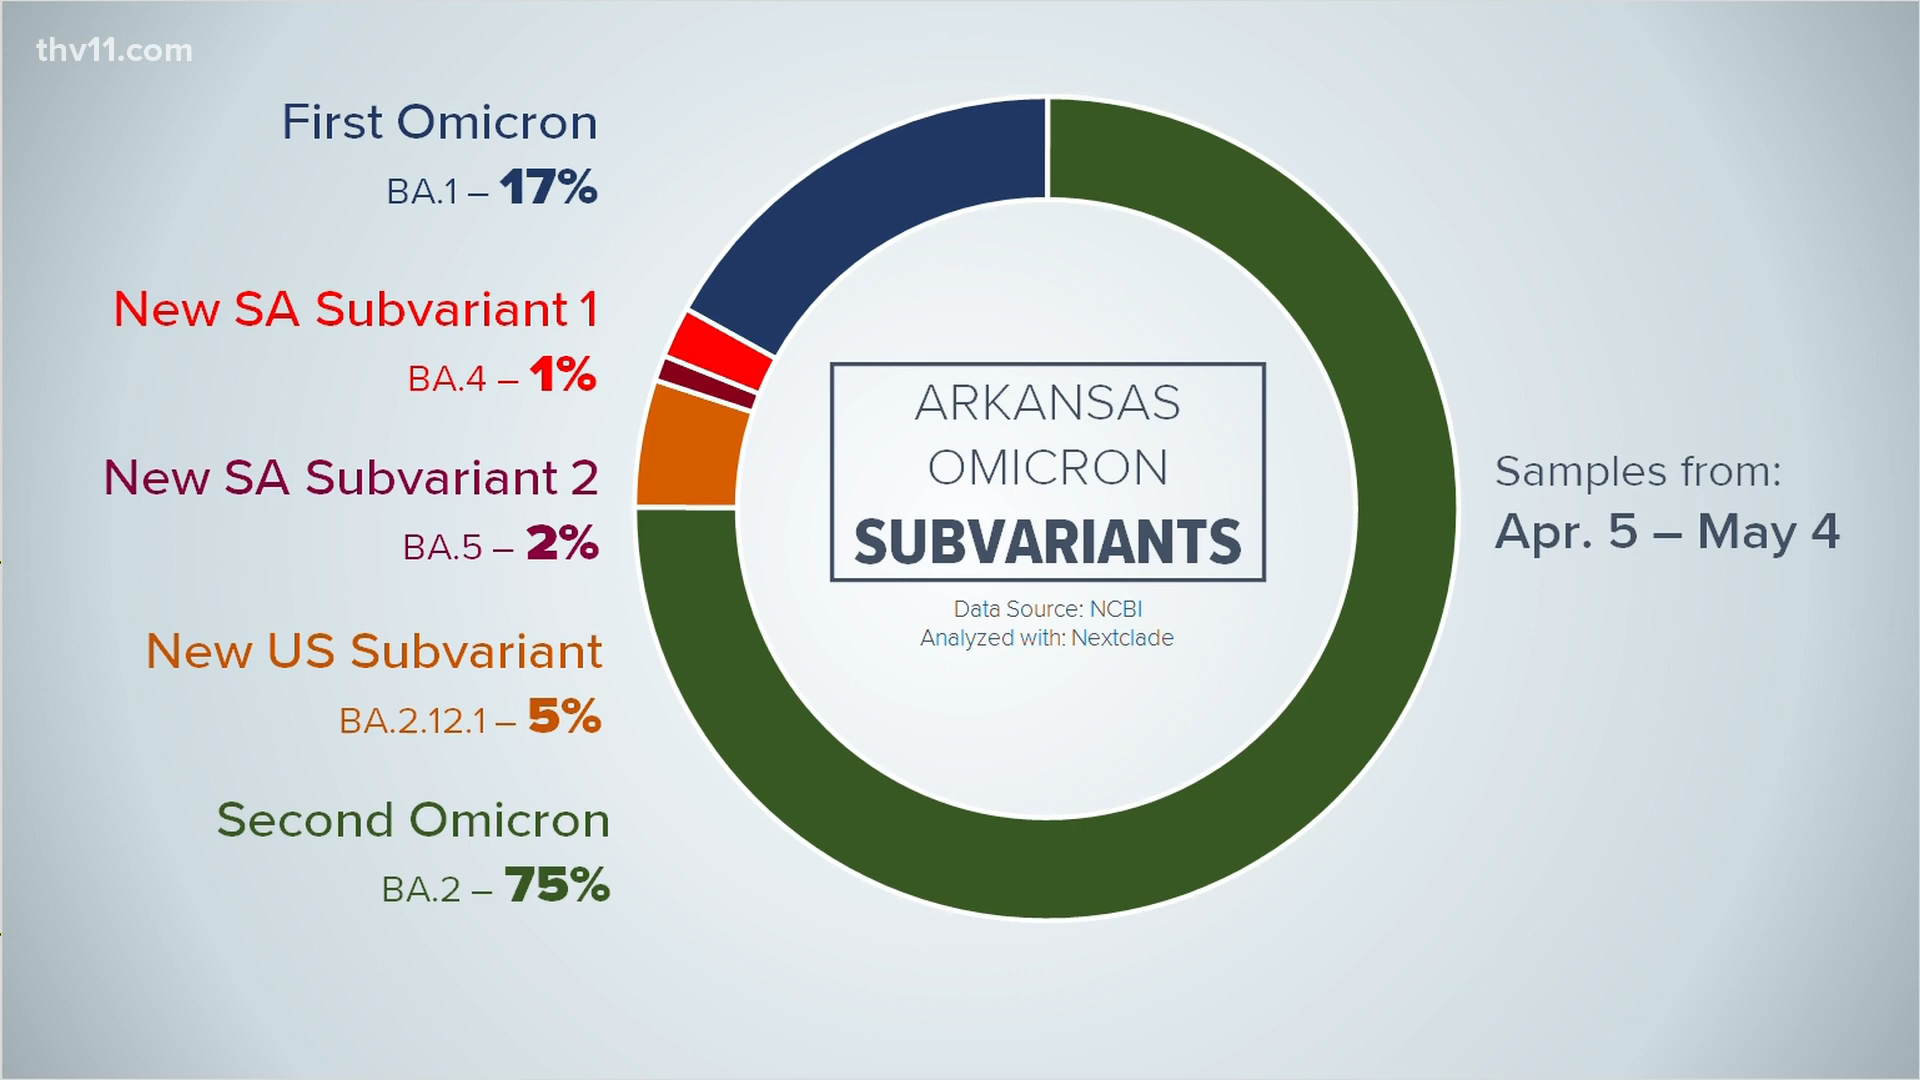 thv11.com
First Omicron
BA.1 – 17%
New SA Subvariant 1
BA.4 – 1%
New SA Subvariant 2
BA.5 – 2%
New US Subvariant
BA.2.12.1 – 5%
Second Omicron
BA.2 – 75%
ARKANSAS
OMICRON
SUBVARIANTS
Data Source: NCBI
Analyzed with: Nextclade
Samples from:
Apr. 5 – May 4